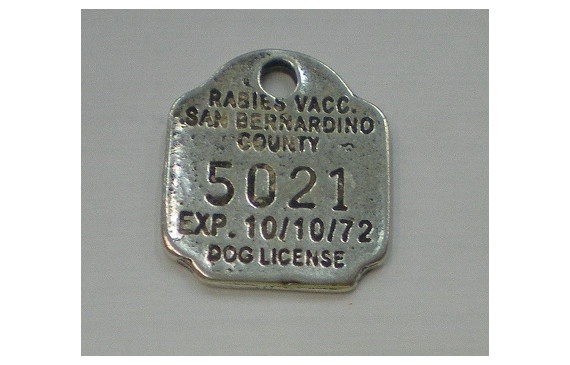 RABIES VACC.
SAN BERNARDINO
COUNTY
5021
EXP. 10/10/72
DOG LICENSE